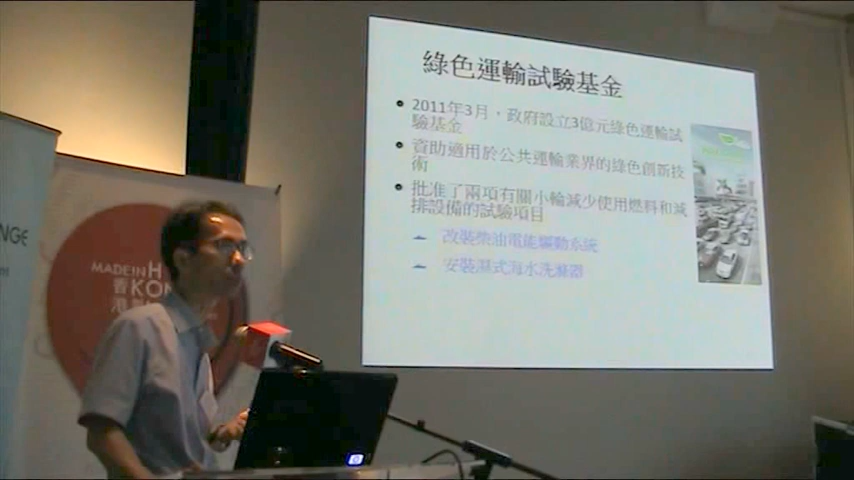 綠色運輸試驗基金
2011年3月，政府設立3億元綠色運輸試
驗基金
資助適用於公共運輸業界的綠色創新技
術
批准了兩項有關小輪減少使用燃料和減
排設備的試驗項目
改裝柴油電能驅動系統
安裝濕式海水洗滌器
NGE
MADE IN H
香KON
港